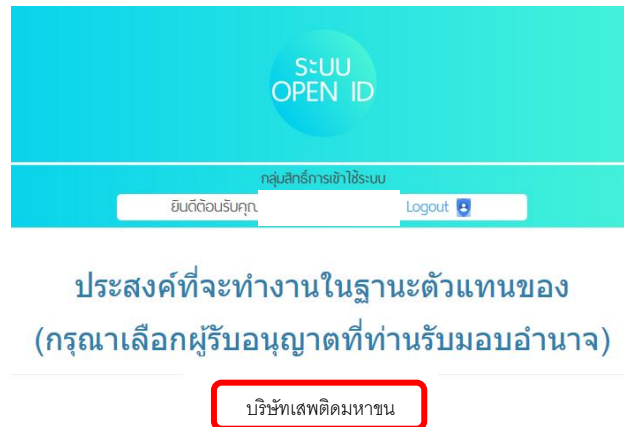 ระบบ
OPEN ID
กลุ่มสิทธิ์การเข้าใช้ระบบ
ยินดีต้อนรับคุณ Logout
ประสงค์ที่จะทำงานในฐานะตัวแทนของ
(กรุณาเลือกผู้รับอนุญาตที่ท่านรับมอบอำนาจ)
บริษัทเสพติดมหาขน